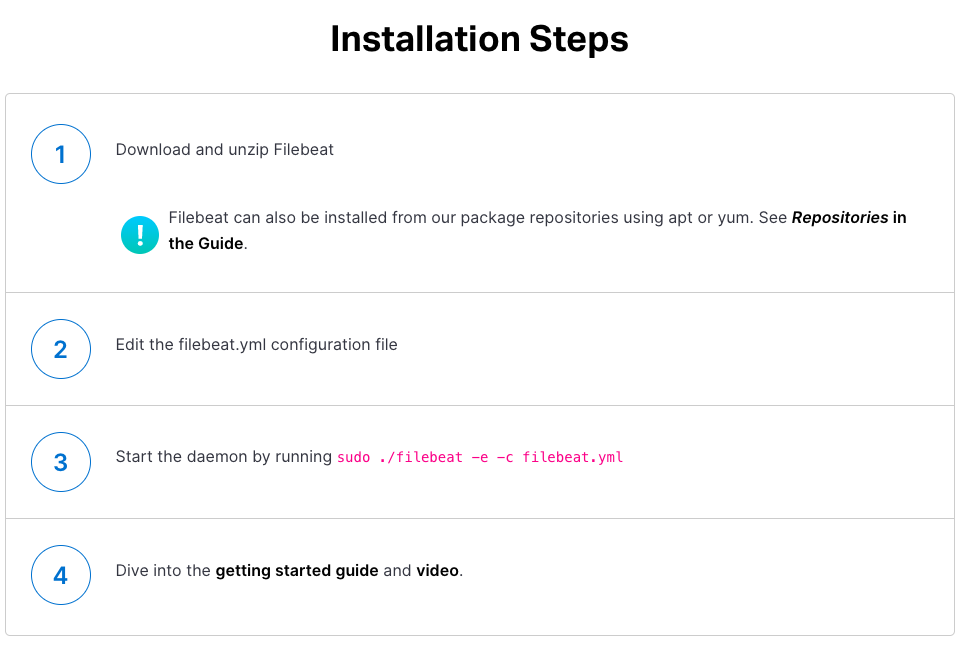 Installation Steps
1
Download and unzip Filebeat
!
Filebeat can also be installed from our package repositories using apt or yum. See Repositories in
the Guide.
2
Edit the filebeat.yml configuration file
3
Start the daemon by running sudo ./filebeat -e -c filebeat.yml
4
Dive into the getting started guide and video.